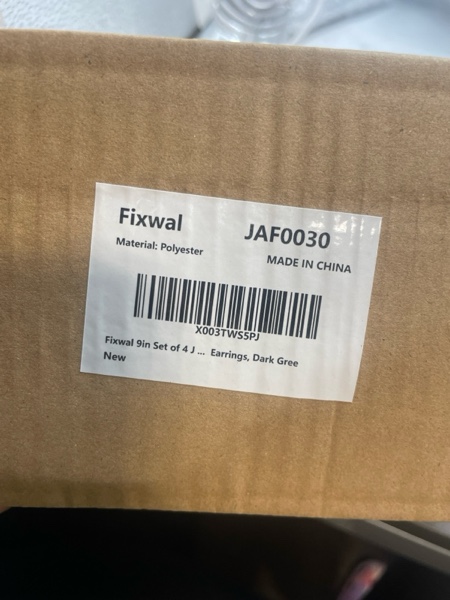 Fixwal JAF0030
Material: Polyester
MADE IN CHINA
X003TWS5PJ
Fixwal 9in Set of 4 J ... Earrings, Dark Gree
New